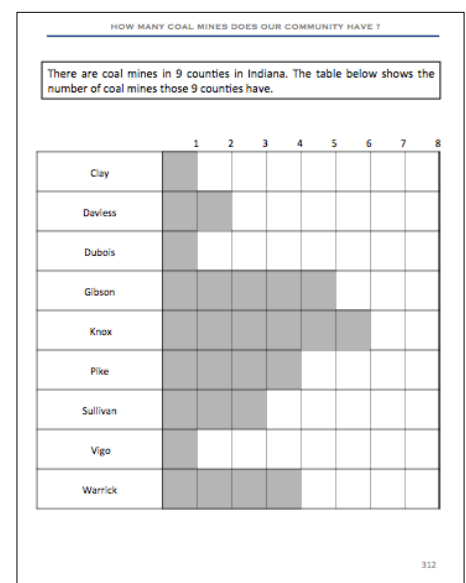 HOW MANY COAL MINES DOES OUR COMMUNITY HAVE ?
There are coal mines in 9 counties in Indiana. The table below shows the
number of coal mines those 9 counties have.
1 2 3 4 5 6 7 8
Clay
Daviess
Dubois
Gibson
Knox
Pike
Sullivan
Vigo
Warrick
312